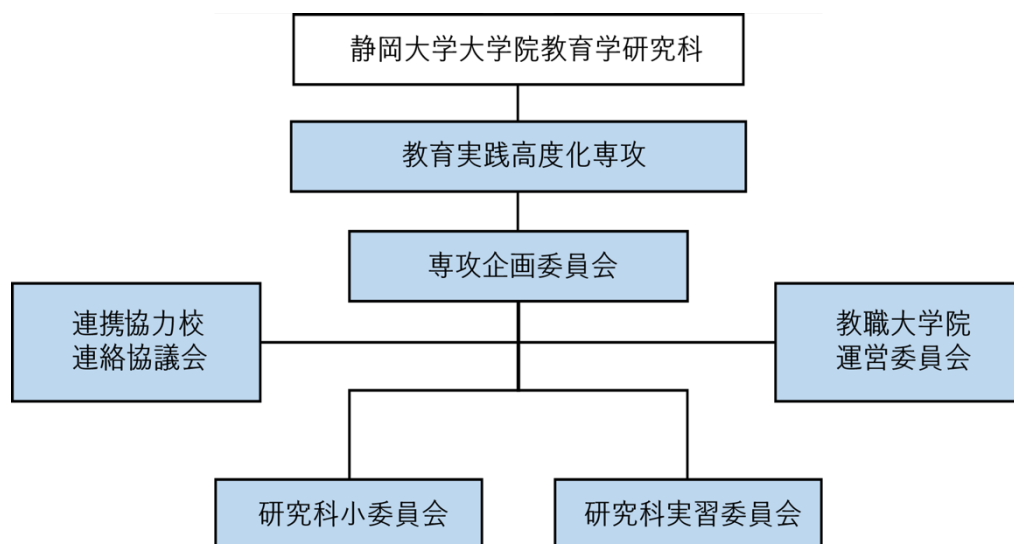 静岡大学大学院教育学研究科
教育実践高度化専攻
専攻企画委員会
連携協力校
連絡協議会
教職大学院
運営委員会
研究科小委員会
研究科実習委員会